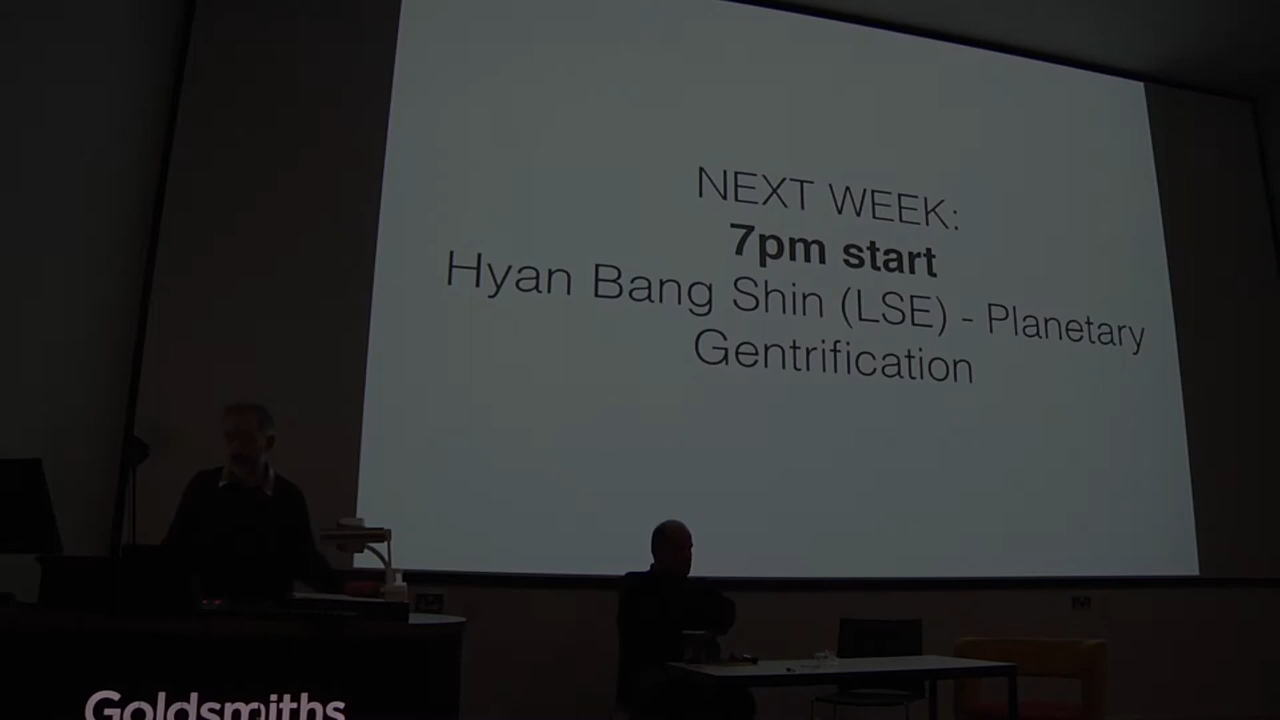 NEXT WEEK:
7pm start
Hyan Bang Shin (LSE) - Planetary
Gentrification
Goldsmiths